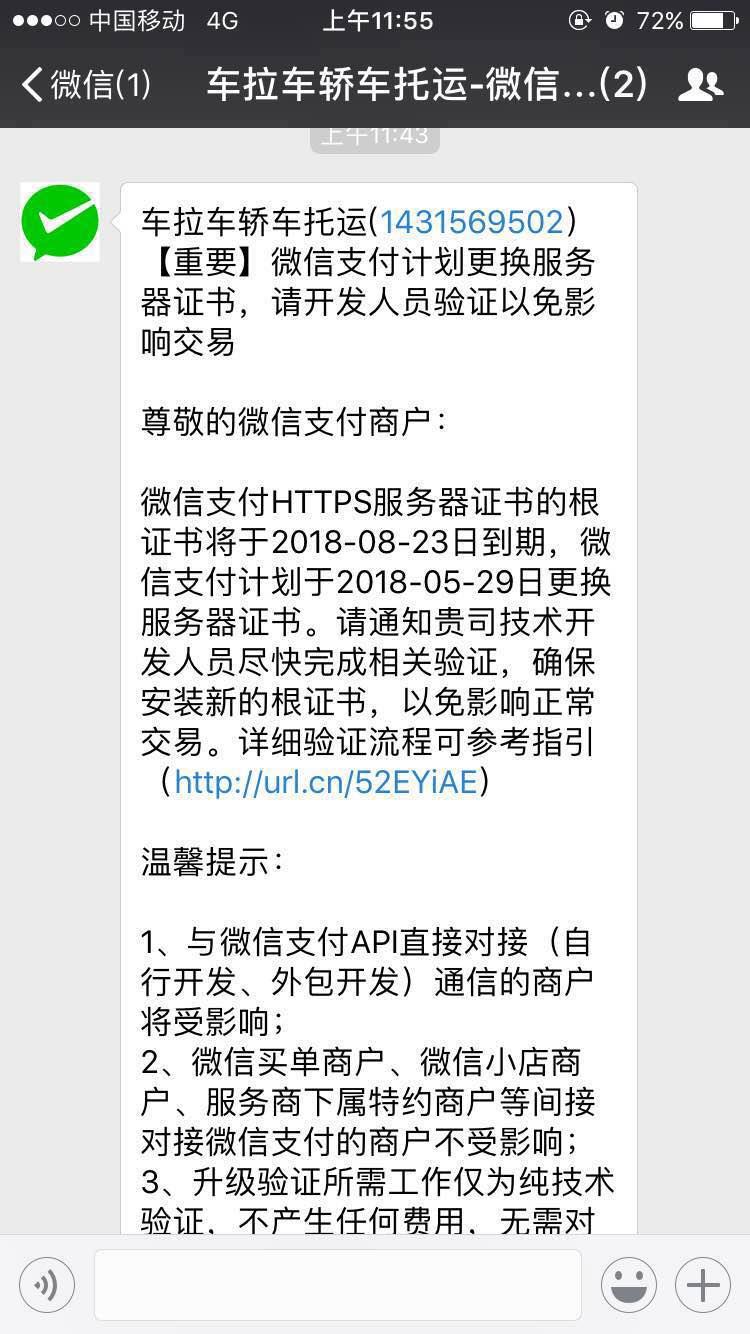 中国移动 4G 上午11:55 72%
微信(1) 车拉车轿车托运-微信...(2)
上午11:43
车拉车轿车托运(1431569502)
【重要】微信支付计划更换服务
器证书，请开发人员验证以免影
响交易
尊敬的微信支付商户：
微信支付HTTPS服务器证书的根
证书将于2018-08-23日到期，微
信支付计划于2018-05-29日更换
服务器证书。请通知贵司技术开
发人员尽快完成相关验证，确保
安装新的根证书，以免影响正常
交易。详细验证流程可参考指引
（http://url.cn/52EYiAE)
温馨提示：
1、与微信支付API直接对接（自
行开发、外包开发）通信的商户
将受影响；
2、微信买单商户、微信小店商
户、服务商下属特约商户等间接
对接微信支付的商户不受影响；
3、升级验证所需工作仅为纯技术
验证，不产生任何费用，无需对